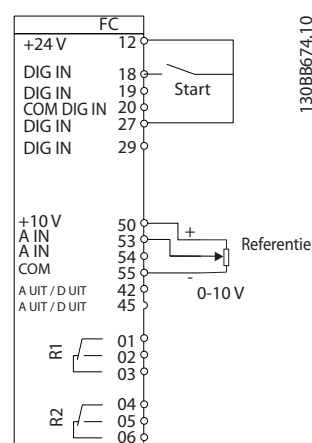 FC
+24 V 12
DIG IN 18
DIG IN 19
COM DIG IN 20
DIG IN 27
DIG IN 29
Start
+10 V 50
A IN 53
A IN 54
COM 55
A UIT / D UIT 42
A UIT / D UIT 45
+
-
0-10 V
Referentie
R1
01
02
03
R2
04
05
06
130BB674.10